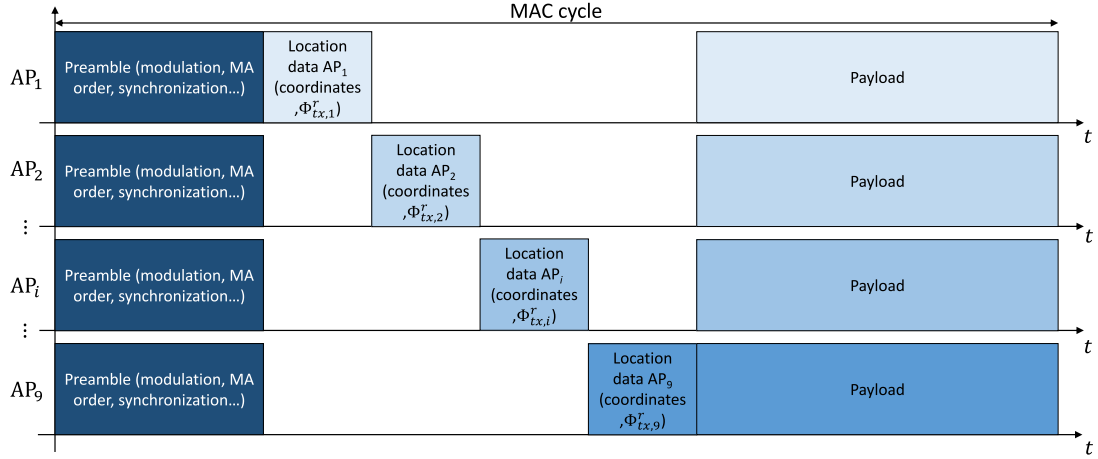 MAC cycle
AP₁
Preamble (modulation, MA
order, synchronization...)
Location
data AP₁
(coordinates
,Φʳₜₓ,₁)
Payload
t
AP₂
Preamble (modulation, MA
order, synchronization...)
Location
data AP₂
(coordinates
,Φʳₜₓ,₂)
Payload
t
⋮
APᵢ
Preamble (modulation, MA
order, synchronization...)
Location
data APᵢ
(coordinates
,Φʳₜₓ,ᵢ)
Payload
t
⋮
AP₉
Preamble (modulation, MA
order, synchronization...)
Location
data AP₉
(coordinates
,Φʳₜₓ,₉)
Payload
t